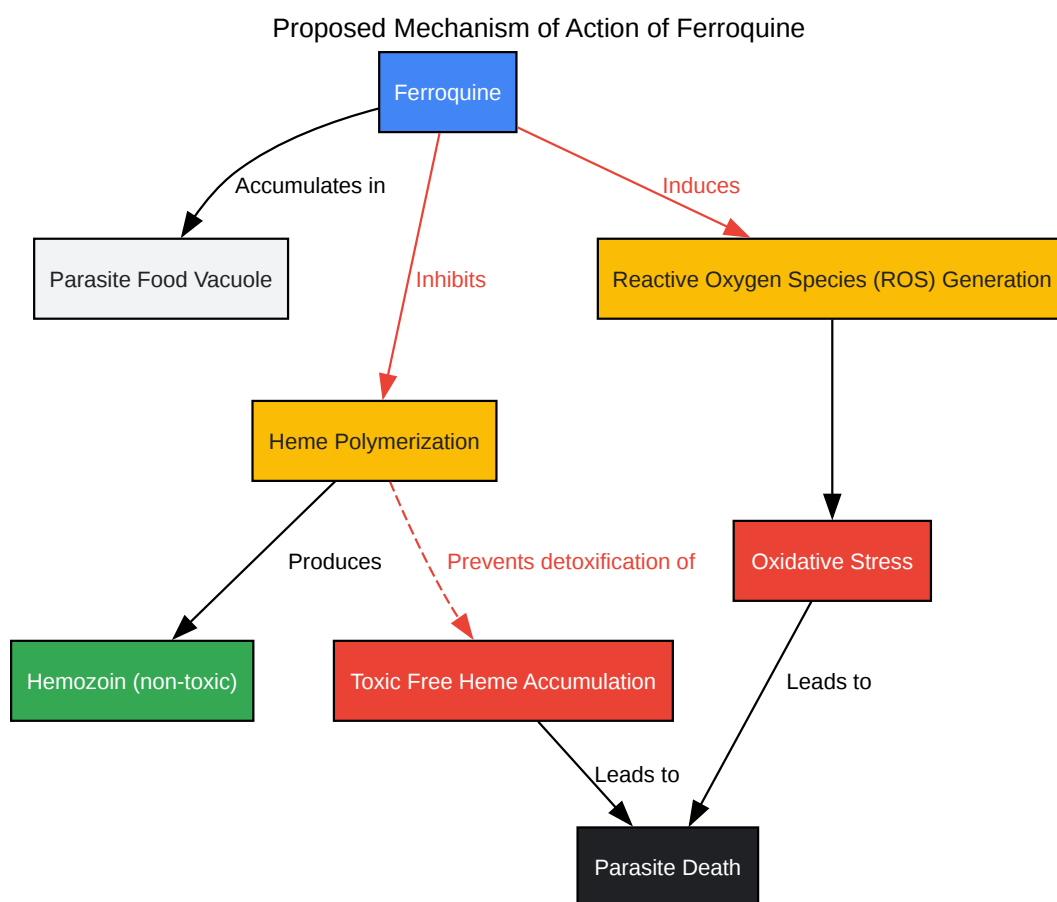 Proposed Mechanism of Action of Ferroquine
Ferroquine
Accumulates in
Induces
Parasite Food Vacuole
Inhibits
Reactive Oxygen Species (ROS) Generation
Heme Polymerization
Produces
Prevents detoxification of
Oxidative Stress
Hemozoin (non-toxic)
Toxic Free Heme Accumulation
Leads to
Leads to
Parasite Death